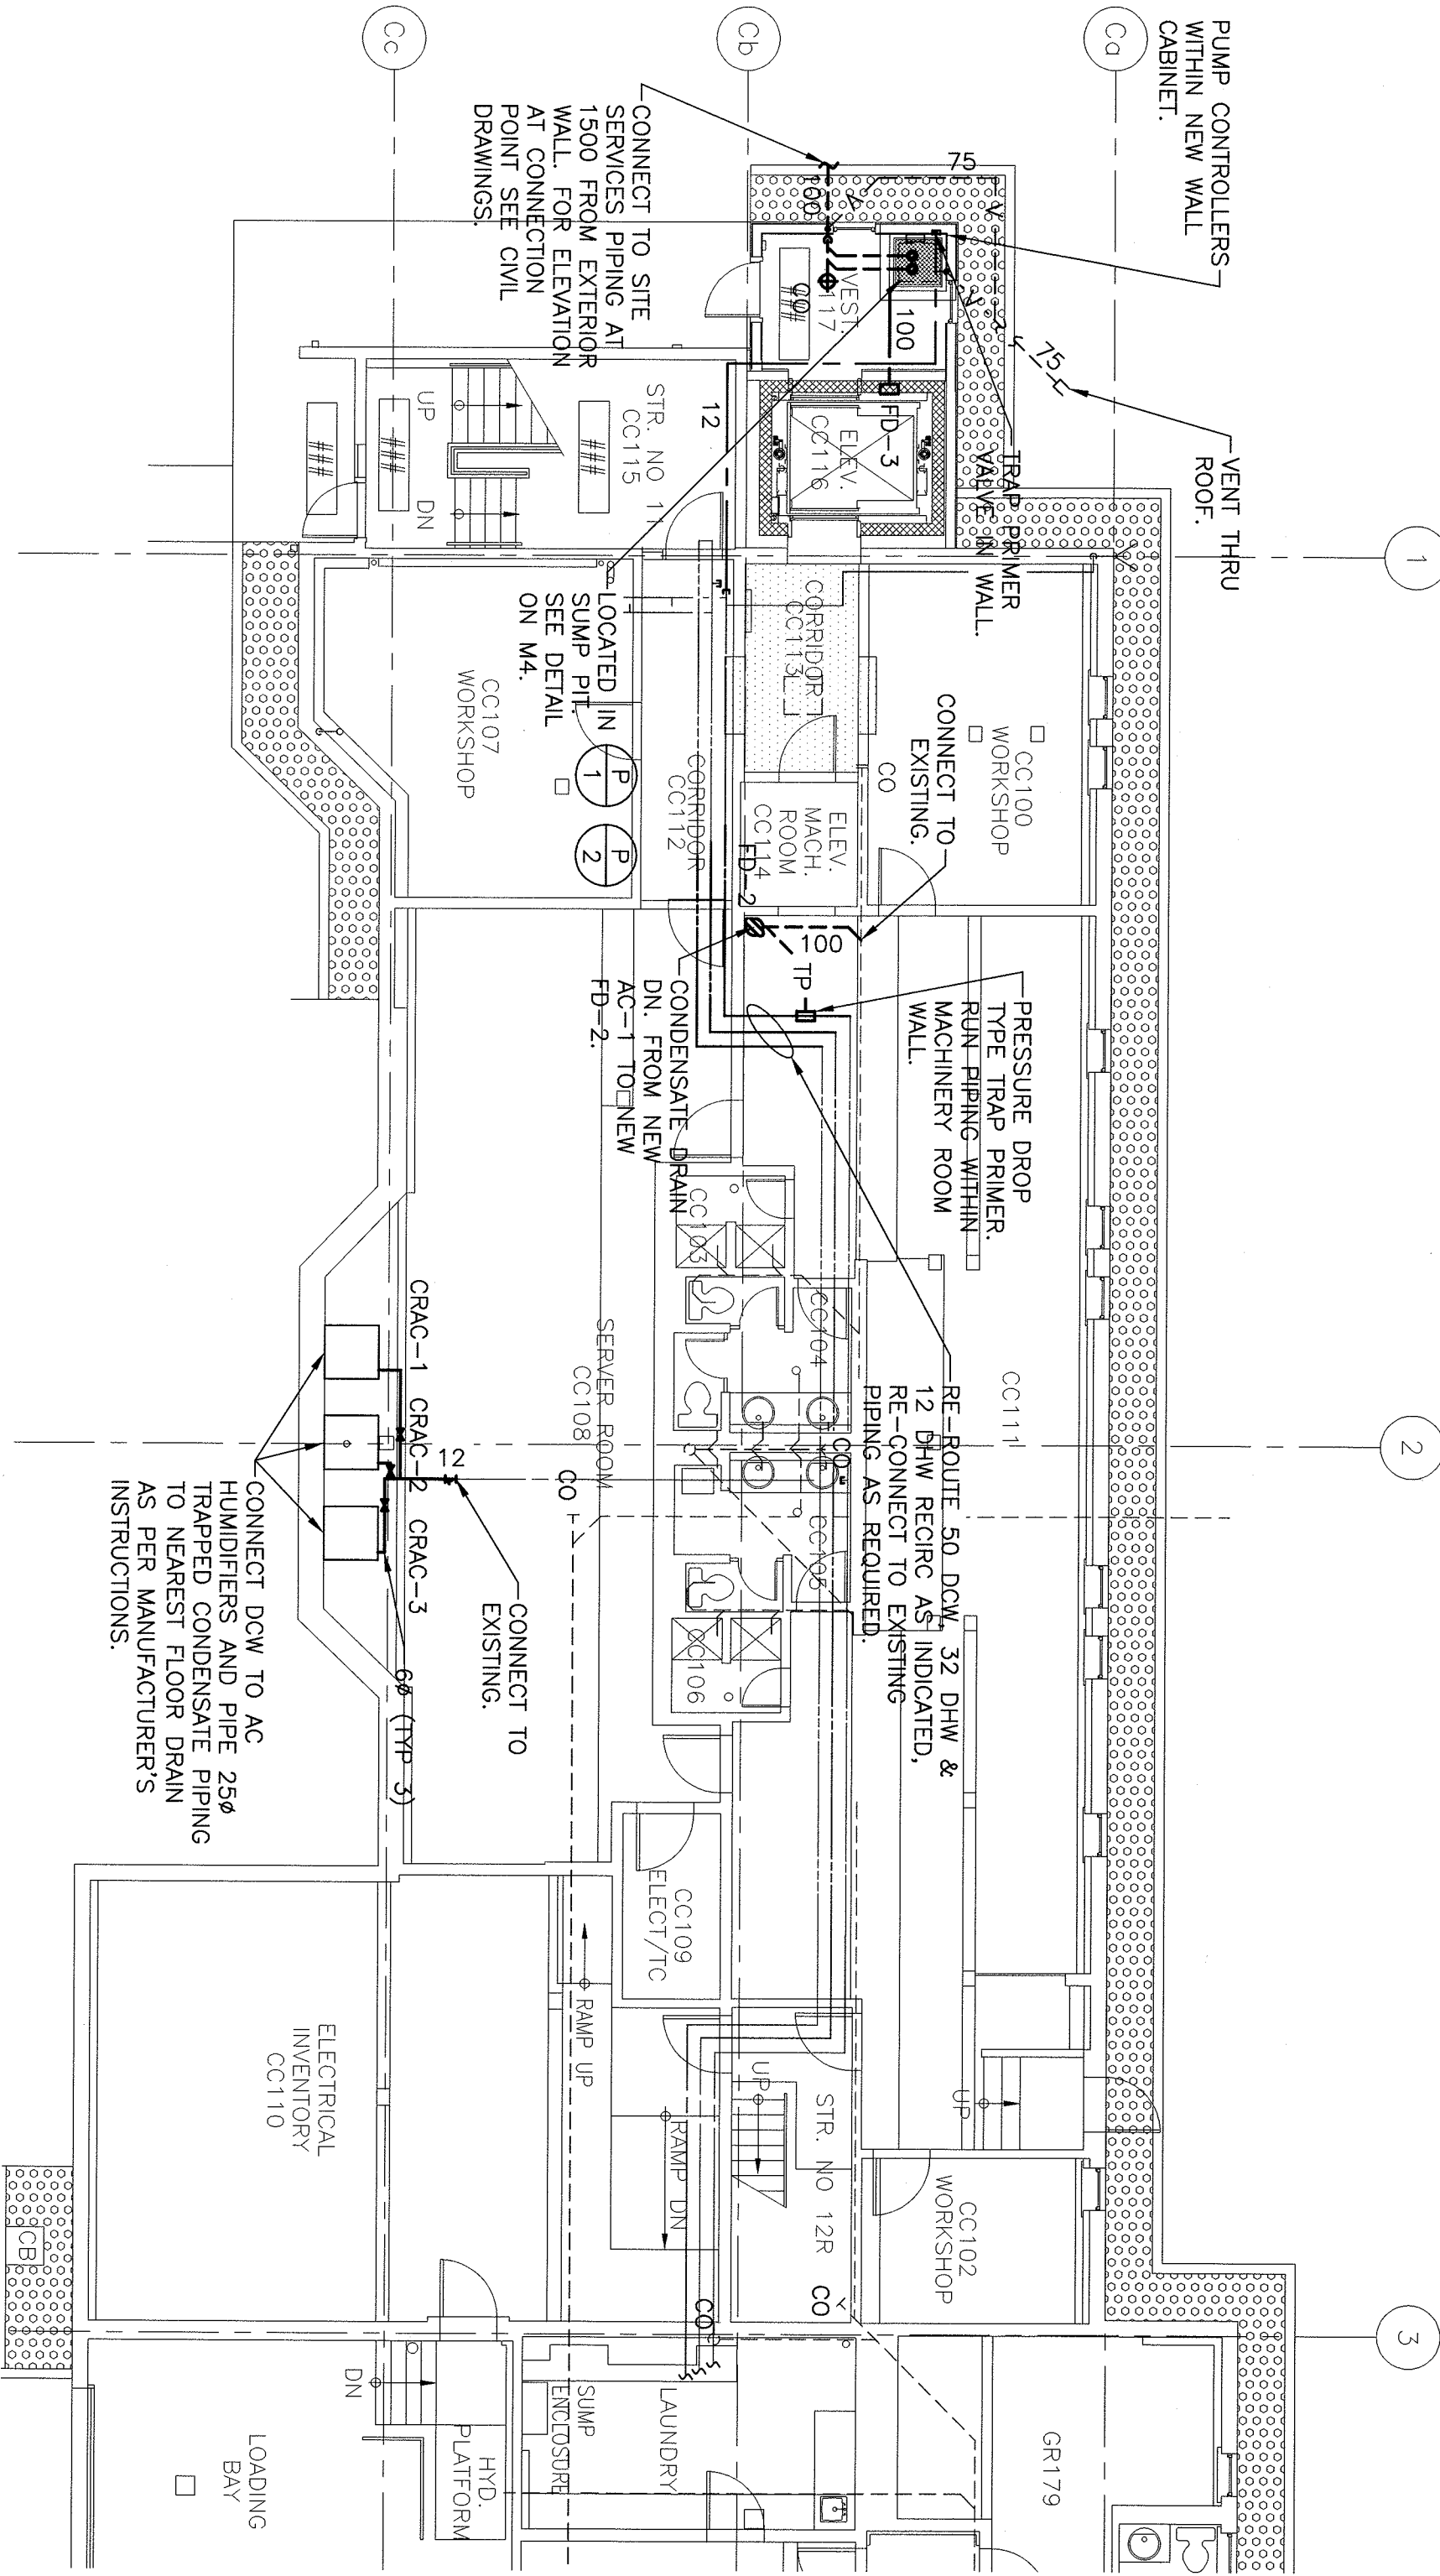 PUMP CONTROLLERS
WITHIN NEW WALL
CABINET.
VENT THRU
ROOF.
TRAP PRIMER
VALVE IN WALL.
CONNECT TO
EXISTING.
PRESSURE DROP
TYPE TRAP PRIMER.
RUN PIPING WITHIN
MACHINERY ROOM
WALL.
RE-ROUTE 50 DCW, 32 DHW &
12 DHW RECIRC AS INDICATED,
RE-CONNECT TO EXISTING
PIPING AS REQUIRED.
CONNECT TO SITE
SERVICES PIPING AT
1500 FROM EXTERIOR
WALL. FOR ELEVATION
AT CONNECTION
POINT SEE CIVIL
DRAWINGS.
LOCATED IN
SUMP PIT.
SEE DETAIL
ON M4.
CONDENSATE DRAIN
DN. FROM NEW
AC-1 TO NEW
FD-2.
CONNECT TO
EXISTING.
CONNECT DCW TO AC
HUMIDIFIERS AND PIPE 25ø
TRAPPED CONDENSATE PIPING
TO NEAREST FLOOR DRAIN
AS PER MANUFACTURER'S
INSTRUCTIONS.
CRAC-1
CRAC-2
CRAC-3
6ø (TYP 3)
12
Ca
Cb
Cc
1
2
3
75
75
100
100
100
12
CO
VEST.
117
###
FD-3
ELEV.
CC116
STR. NO 11
CC115
###
###
###
UP
DN
CORRIDOR
CC113
CC100
WORKSHOP
CO
ELEV.
MACH.
ROOM
CC114
FD-2
TP
CORRIDOR
CC112
CC107
WORKSHOP
P
1
P
2
CC111
CC103
CC104
CO
CC105
CC106
SERVER ROOM
CC108
CO
CC109
ELECT/TC
RAMP UP
RAMP DN
UP
STR. NO 12R
UP
CC102
WORKSHOP
CO
CO
ELECTRICAL
INVENTORY
CC110
CB
DN
LOADING
BAY
HYD.
PLATFORM
SUMP
ENCLOSURE
LAUNDRY
GR179